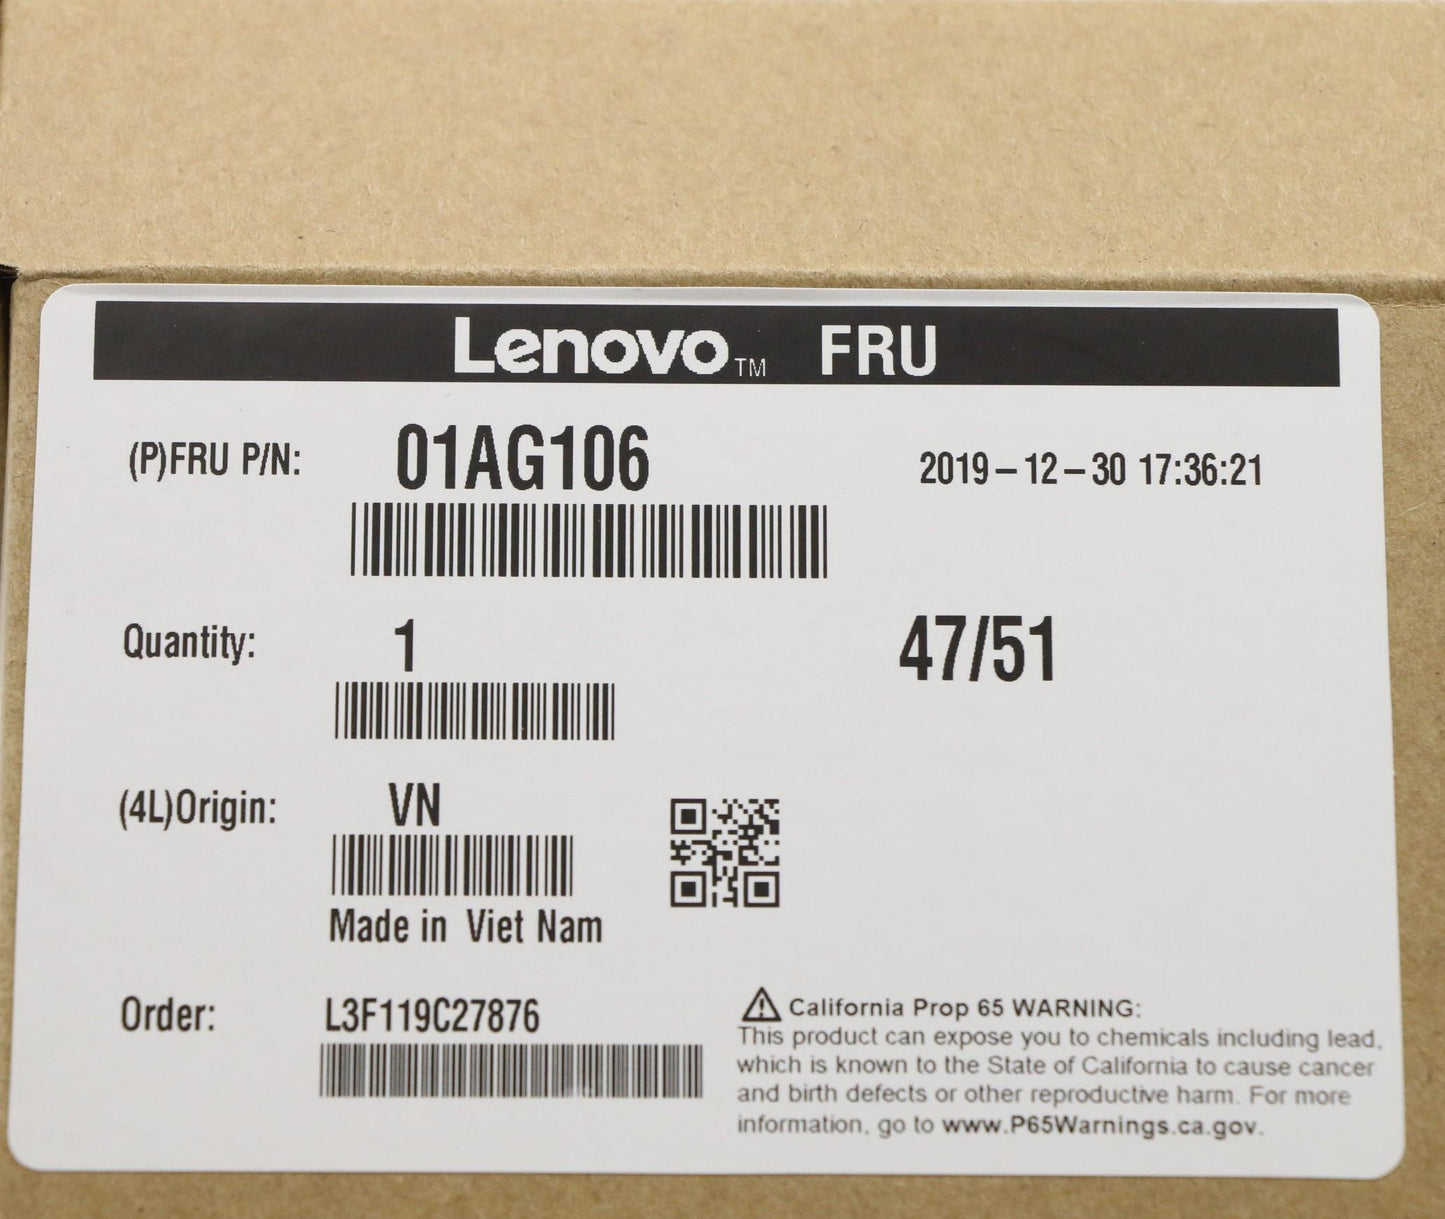 Lenovo™ FRU
(P)FRU P/N: 01AG106 2019-12-30 17:36:21
Quantity: 1 47/51
(4L)Origin: VN
Made in Viet Nam
Order: L3F119C27876
⚠ California Prop 65 WARNING:
This product can expose you to chemicals including lead,
which is known to the State of California to cause cancer
and birth defects or other reproductive harm. For more
information, go to www.P65Warnings.ca.gov.